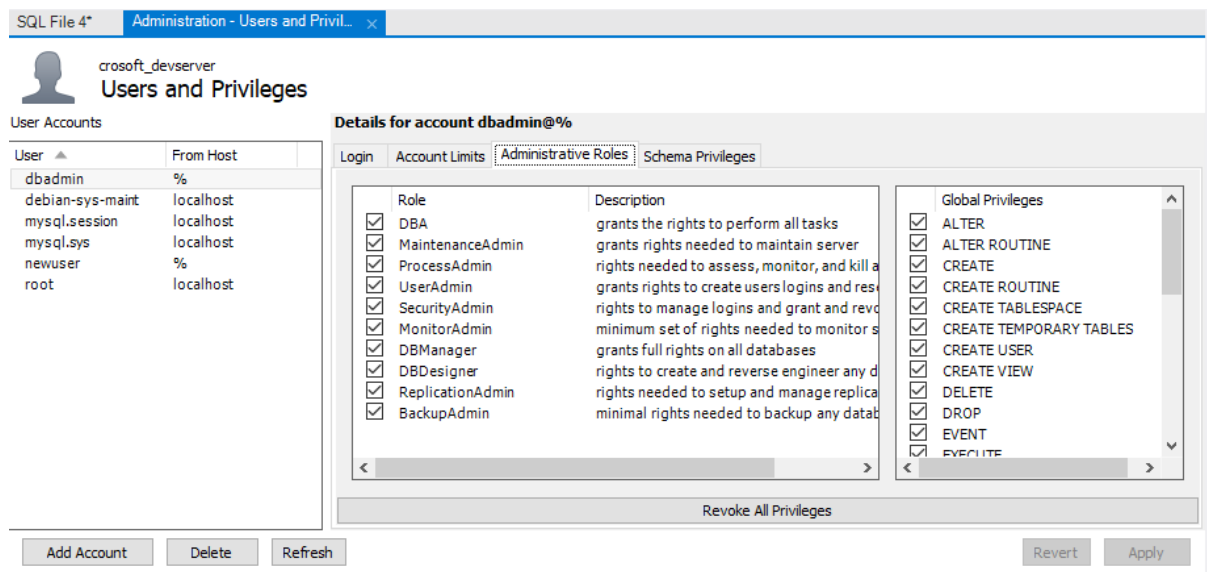 SQL File 4*
Administration - Users and Privil...
crosoft_devserver
Users and Privileges
User Accounts
User From Host
dbadmin %
debian-sys-maint localhost
mysql.session localhost
mysql.sys localhost
newuser %
root localhost
Details for account dbadmin@%
Login Account Limits Administrative Roles Schema Privileges
Role Description
DBA grants the rights to perform all tasks
MaintenanceAdmin grants rights needed to maintain server
ProcessAdmin rights needed to assess, monitor, and kill a
UserAdmin grants rights to create users logins and res
SecurityAdmin rights to manage logins and grant and revo
MonitorAdmin minimum set of rights needed to monitor s
DBManager grants full rights on all databases
DBDesigner rights to create and reverse engineer any d
ReplicationAdmin rights needed to setup and manage replica
BackupAdmin minimal rights needed to backup any datab
Global Privileges
ALTER
ALTER ROUTINE
CREATE
CREATE ROUTINE
CREATE TABLESPACE
CREATE TEMPORARY TABLES
CREATE USER
CREATE VIEW
DELETE
DROP
EVENT
EXECUTE
Revoke All Privileges
Add Account Delete Refresh Revert Apply